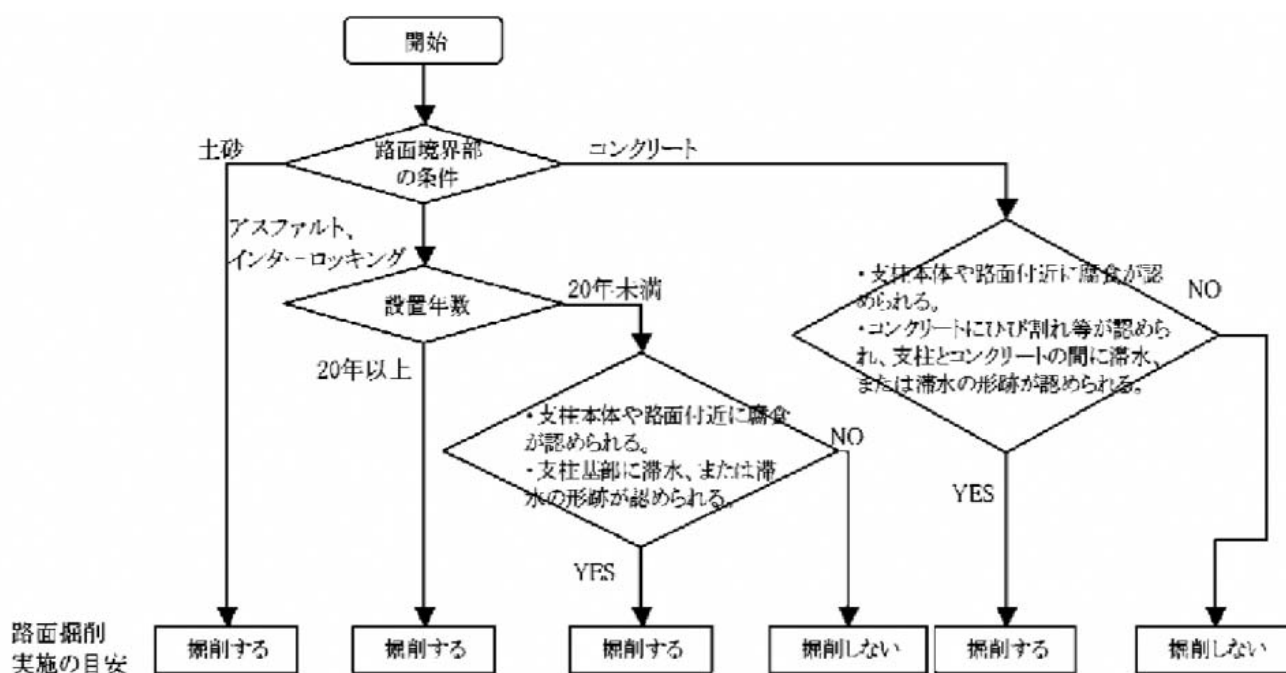 開始
路面境界部
の条件
土砂
コンクリート
アスファルト、
インターロッキング
設置年数
20年未満
20年以上
・支柱本体や路面付近に腐食が認
められる。
・コンクリートにひび割れ等が認めら
れ、支柱とコンクリートの間に滞水、
または滞水の形跡が認められる。
NO
YES
・支柱本体や路面付近に腐食
が認められる。
・支柱基部に滞水、または滞
水の形跡が認められる。
NO
YES
路面掘削
実施の目安
掘削する
掘削する
掘削する
掘削しない
掘削する
掘削しない